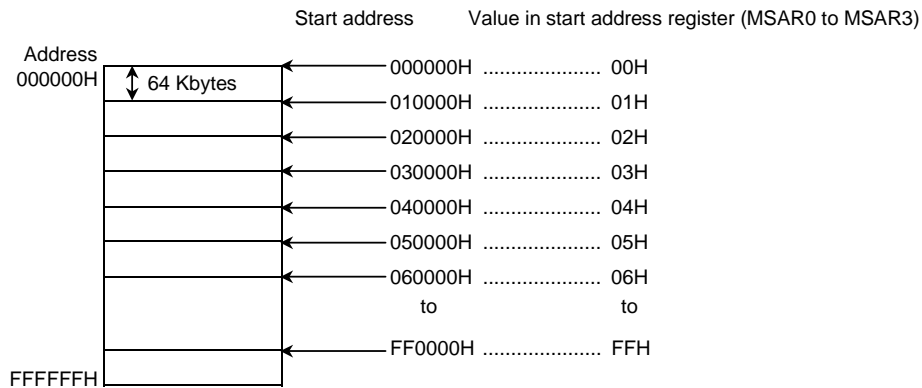 Start address Value in start address register (MSAR0 to MSAR3)
Address
000000H
64 Kbytes
000000H ...................... 00H
010000H ...................... 01H
020000H ...................... 02H
030000H ...................... 03H
040000H ...................... 04H
050000H ...................... 05H
060000H ...................... 06H
to to
FF0000H ...................... FFH
FFFFFFH